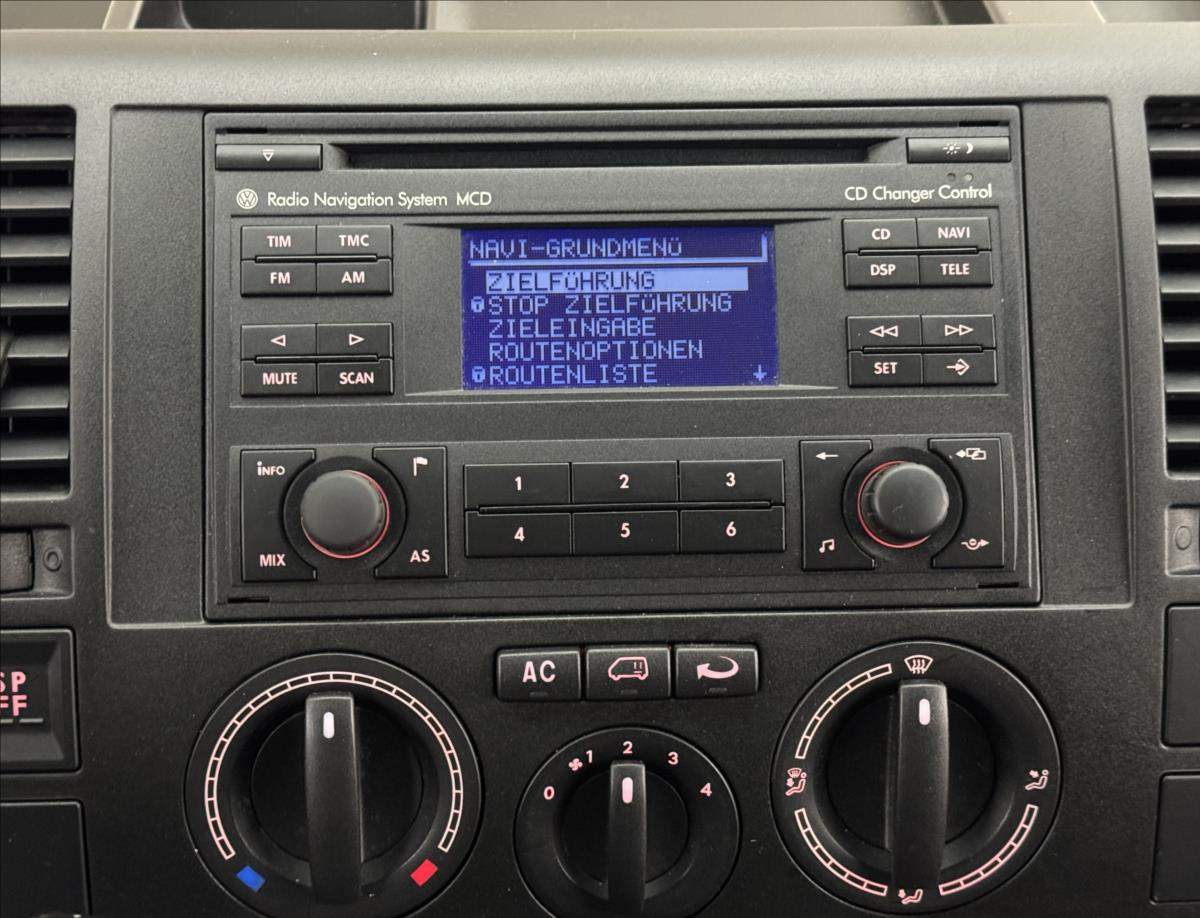 Radio Navigation System MCD
CD Changer Control
TIM TMC
FM AM
MUTE SCAN
NAVI-GRUNDMENÜ
ZIELFÜHRUNG
STOP ZIELFÜHRUNG
ZIELEINGABE
ROUTENOPTIONEN
ROUTENLISTE
CD NAVI
DSP TELE
SET
INFO
MIX AS
1 2 3
4 5 6
SP
FF
AC
0 1 2 3 4